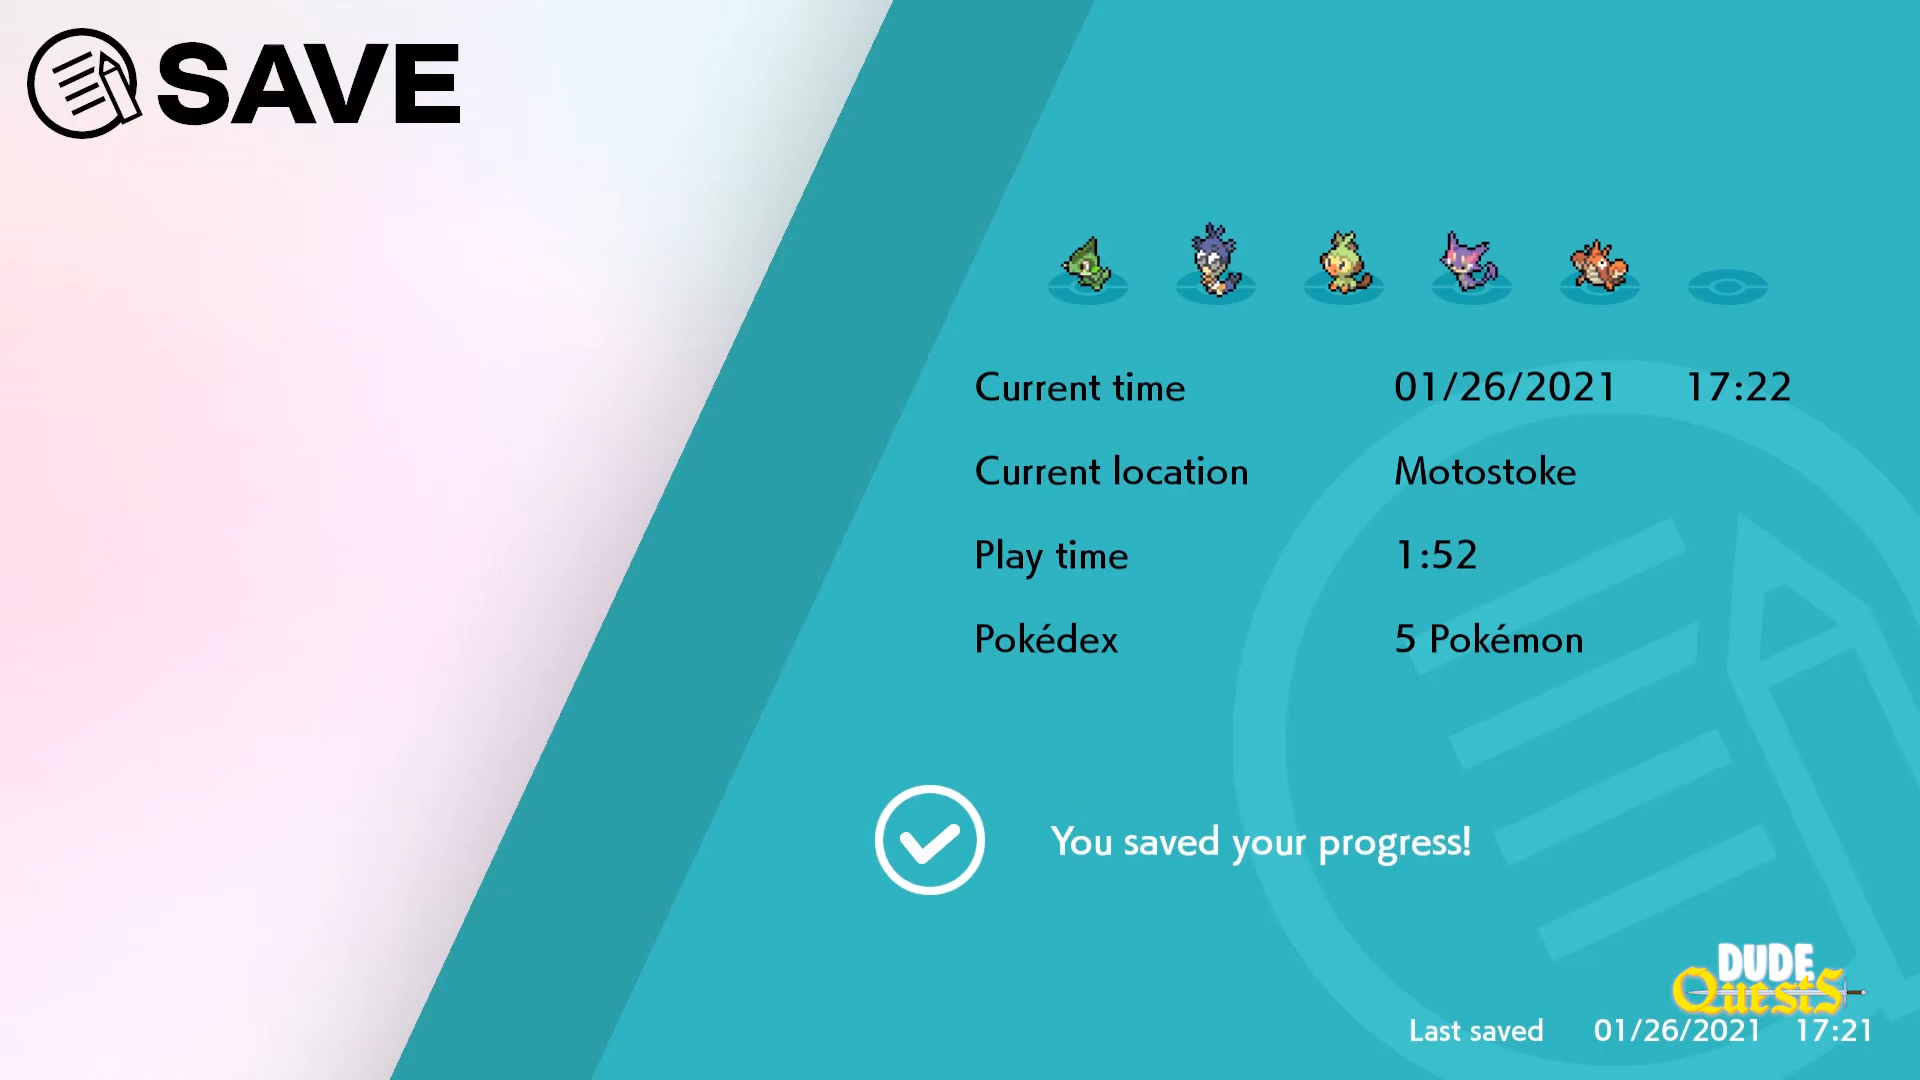 SAVE
Current time 01/26/2021 17:22
Current location Motostoke
Play time 1:52
Pokédex 5 Pokémon
You saved your progress!
DUDE
Quests
Last saved 01/26/2021 17:21